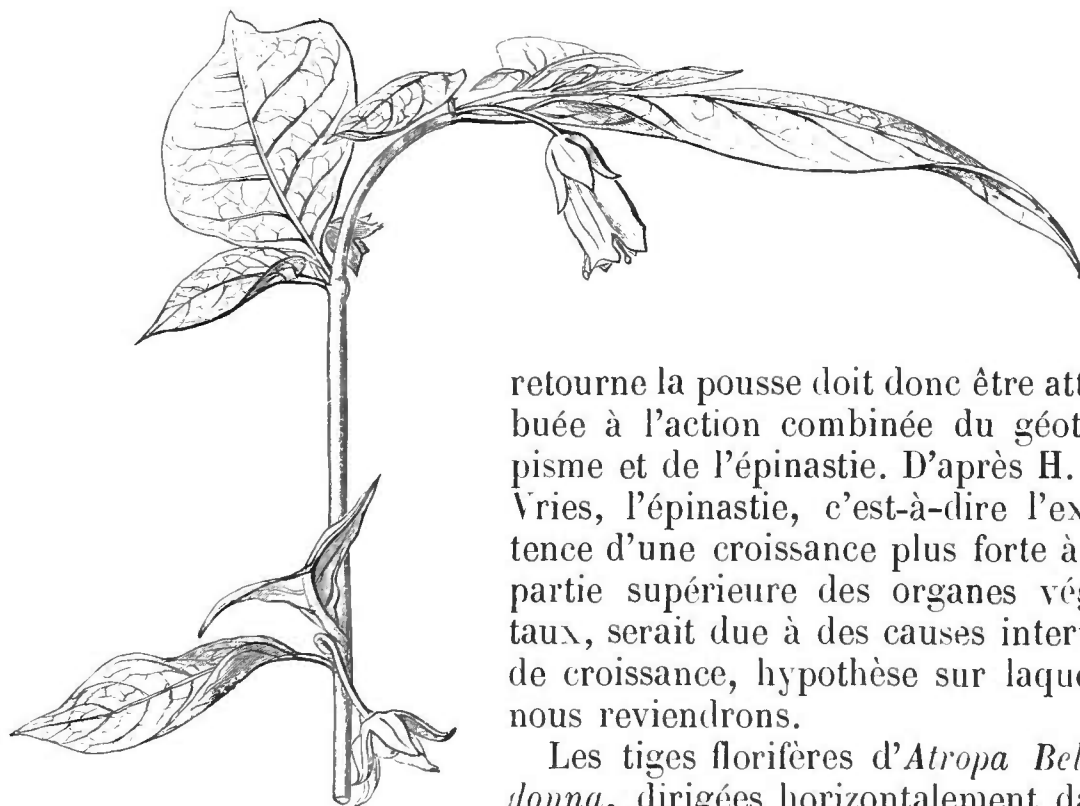 retourne la pousse doit donc être att
buée à l'action combinée du géot
pisme et de l'épinastie. D'après H.
Vries, l'épinastie, c'est-à-dire l'ex
tence d'une croissance plus forte à
partie supérieure des organes vég
taux, serait due à des causes inter
de croissance, hypothèse sur laque
nous reviendrons.
Les tiges florifères d'Atropa Bel
donna, dirigées horizontalement da